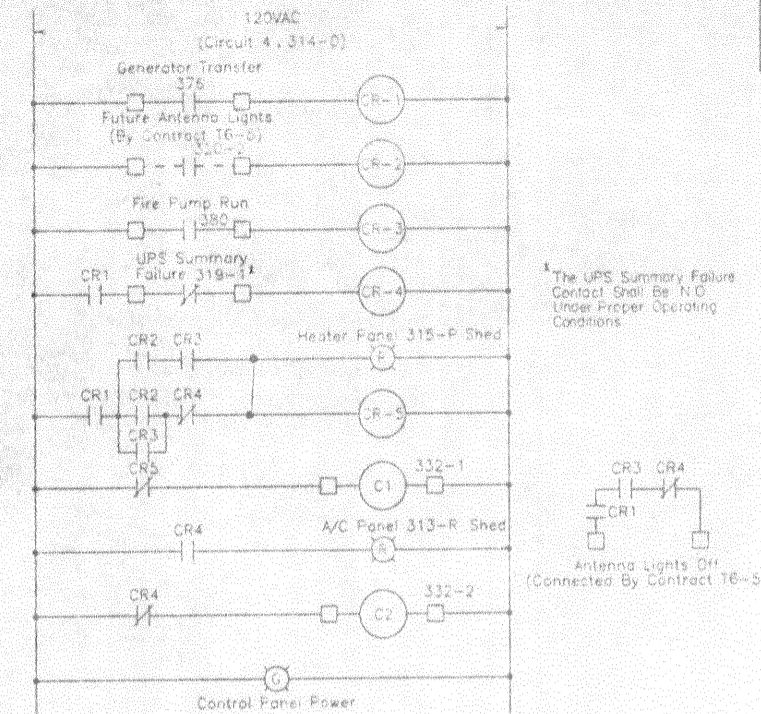 120VAC
(Circuit 4, 314-D)
Generator Transfer
376
CR-1
Future Antenna Lights
(By Contract T6-5)
CR-2
Fire Pump Run
380
CR-3
UPS Summary
Failure 319-1*
CR1
CR-4
* The UPS Summary Failure
Contact Shall Be N.O.
Under Proper Operating
Conditions
CR2 CR3
Heater Panel 315-P Shed
CR1
CR2 CR4
CR-5
CR3
CR5
C1
332-1
CR4
A/C Panel 313-R Shed
R
CR4
C2
332-2
G
Control Panel Power
CR3 CR4
CR1
Antenna Lights Off
(Connected By Contract T6-5